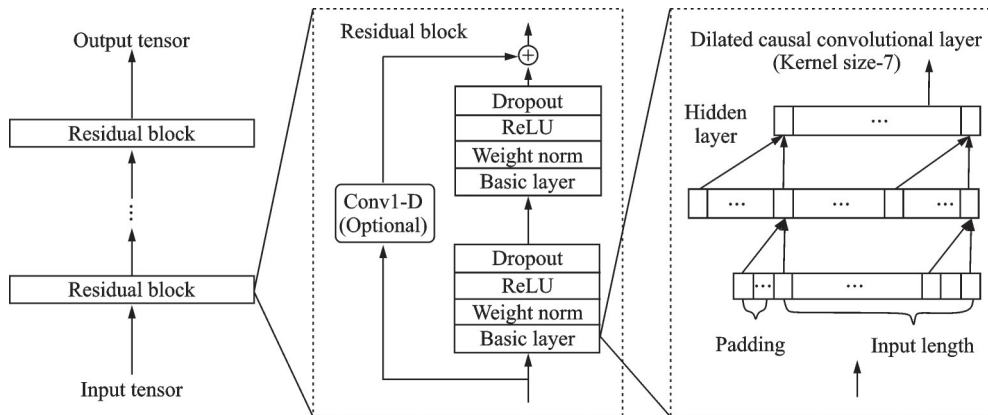 Output tensor
Residual block
...
Residual block
Input tensor
Residual block
+
Dropout
ReLU
Weight norm
Basic layer
Conv1-D
(Optional)
Dropout
ReLU
Weight norm
Basic layer
Dilated causal convolutional layer
(Kernel size-7)
Hidden
layer
...
... ... ...
... ...
Padding
Input length